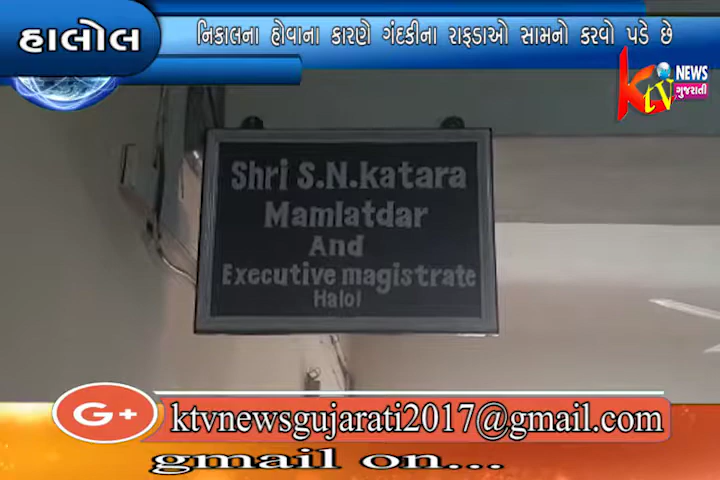 હાલોલ
નિકાલના હોવાના કારણે ગંદકીના રાફડાઓ સામનો કરવો પડે છે
Ktv NEWS
ગુજરાતી
Shri S.N.katara
Mamlatdar
And
Executive magistrate
Halol
G+ ktvnewsgujarati2017@gmail.com
gmail on...